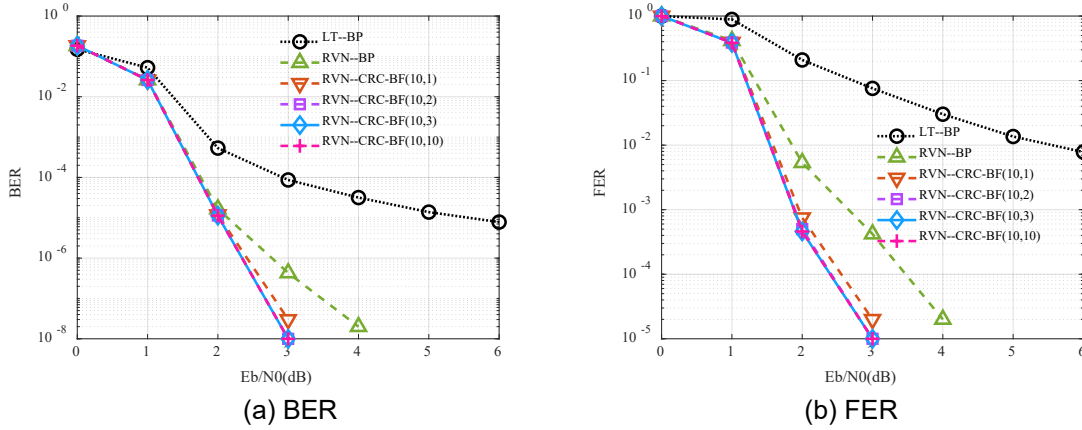 10^0
10^-2
10^-4
10^-6
10^-8
BER
0 1 2 3 4 5 6
Eb/N0(dB)
LT--BP
RVN--BP
RVN--CRC-BF(10,1)
RVN--CRC-BF(10,2)
RVN--CRC-BF(10,3)
RVN--CRC-BF(10,10)
(a) BER
10^0
10^-1
10^-2
10^-3
10^-4
10^-5
FER
0 1 2 3 4 5 6
Eb/N0(dB)
LT--BP
RVN--BP
RVN--CRC-BF(10,1)
RVN--CRC-BF(10,2)
RVN--CRC-BF(10,3)
RVN--CRC-BF(10,10)
(b) FER